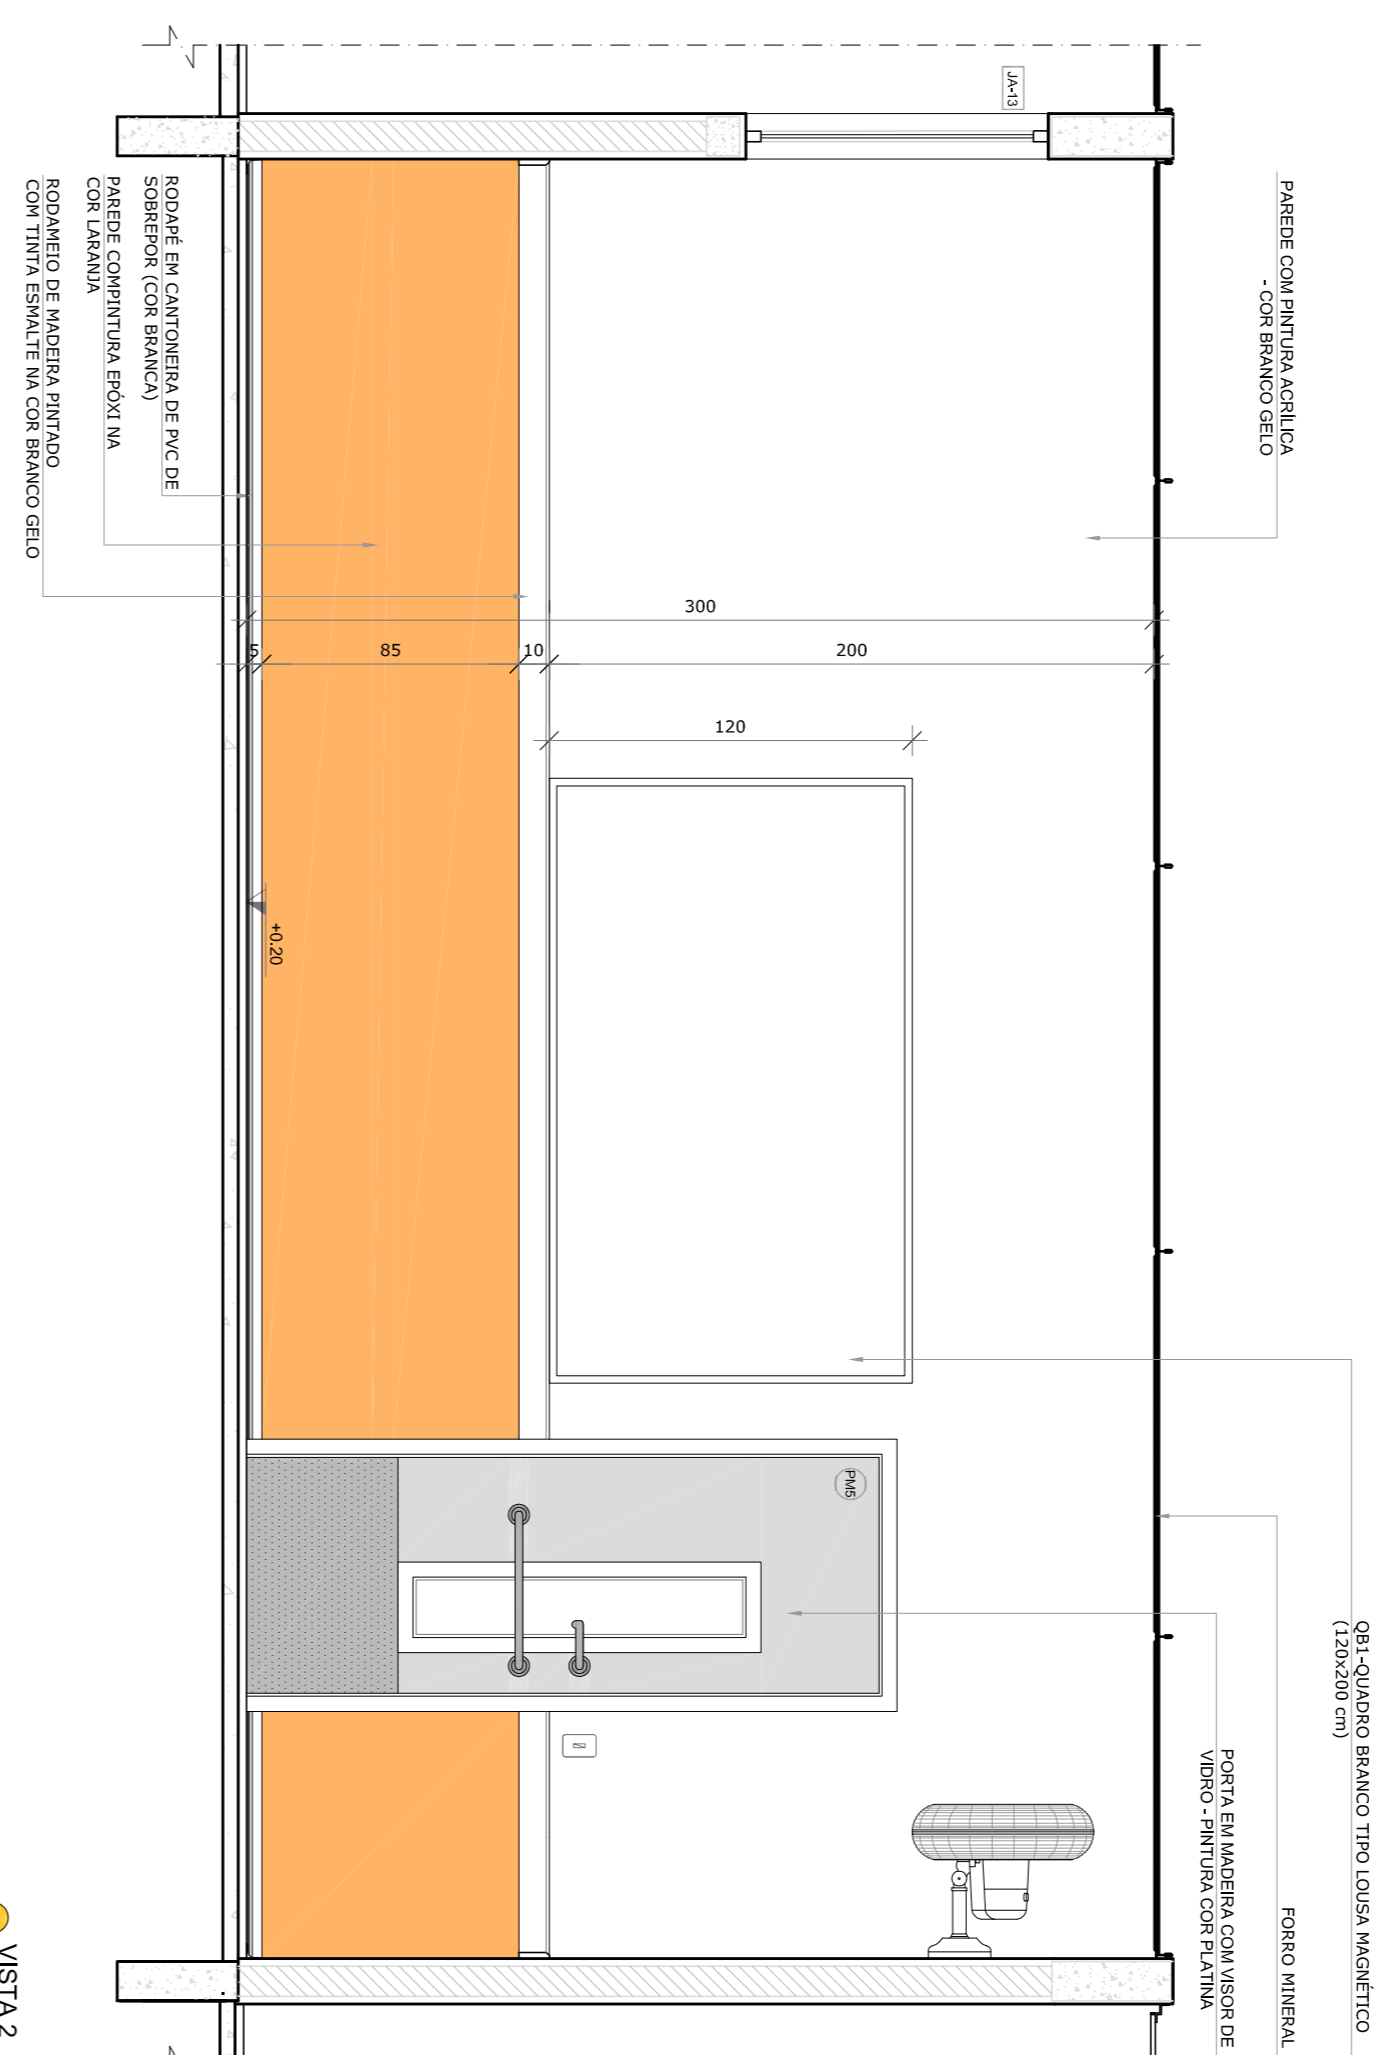 JA-13
PAREDE COM PINTURA ACRÍLICA
- COR BRANCO GELO
QB1-QUADRO BRANCO TIPO LOUSA MAGNÉTICO
(120x200 cm)
FORRO MINERAL
PORTA EM MADEIRA COM VISOR DE
VIDRO - PINTURA COR PLATINA
300
5
85
10
200
120
PM5
+0.20
RODAPÉ EM CANTONEIRA DE PVC DE
SOBREPOR (COR BRANCA)
PAREDE COMPINTURA EPÓXI NA
COR LARANJA
RODAMEIO DE MADEIRA PINTADO
COM TINTA ESMALTE NA COR BRANCO GELO
VISTA 2